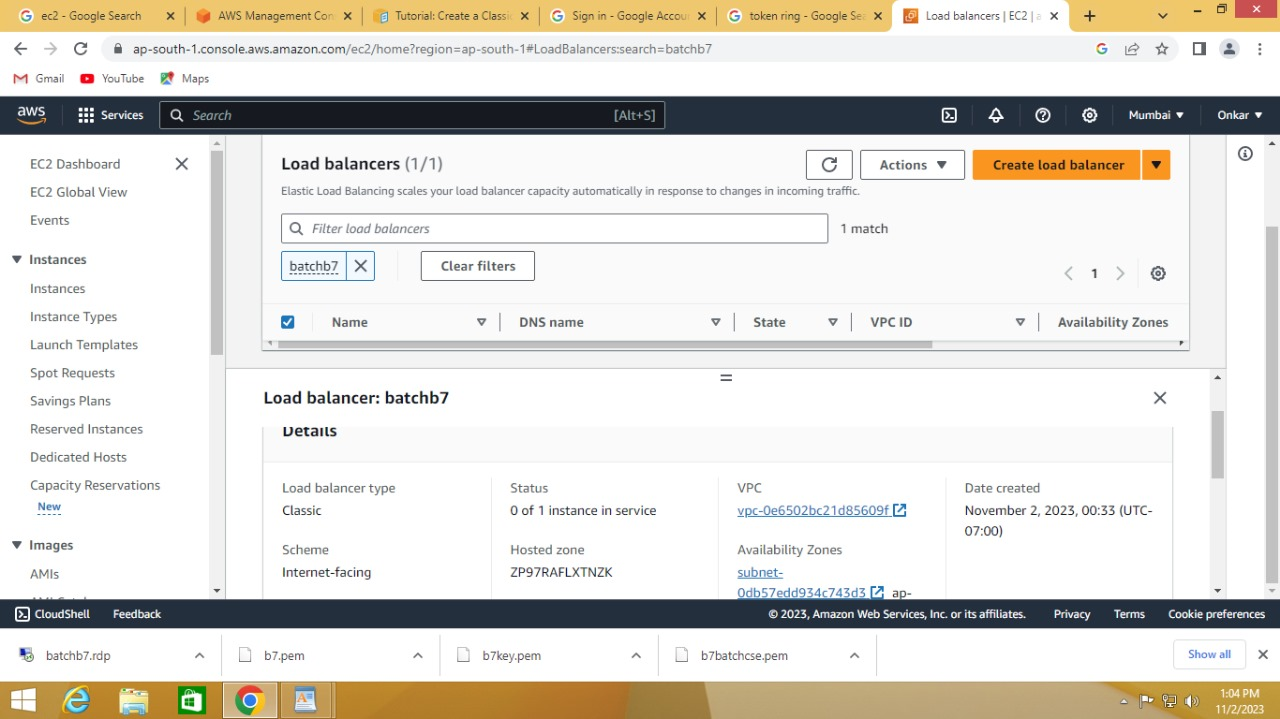 ec2 - Google Search
AWS Management Con
Tutorial: Create a Classic
Sign in - Google Accou
token ring - Google Sea
Load balancers | EC2 | a
ap-south-1.console.aws.amazon.com/ec2/home?region=ap-south-1#LoadBalancers:search=batchb7
Gmail YouTube Maps
aws Services Search [Alt+S] Mumbai Onkar
EC2 Dashboard
EC2 Global View
Events
Instances
Instances
Instance Types
Launch Templates
Spot Requests
Savings Plans
Reserved Instances
Dedicated Hosts
Capacity Reservations
New
Images
AMIs
Load balancers (1/1)
Actions
Create load balancer
Elastic Load Balancing scales your load balancer capacity automatically in response to changes in incoming traffic.
Filter load balancers
1 match
batchb7
Clear filters
1
Name DNS name State VPC ID Availability Zones
Load balancer: batchb7
Details
Load balancer type
Classic
Status
0 of 1 instance in service
VPC
vpc-0e6502bc21d85609f
Date created
November 2, 2023, 00:33 (UTC-
07:00)
Scheme
Internet-facing
Hosted zone
ZP97RAFLXTNZK
Availability Zones
subnet-
0db57edd934c743d3 ap-
CloudShell Feedback © 2023, Amazon Web Services, Inc. or its affiliates. Privacy Terms Cookie preferences
batchb7.rdp b7.pem b7key.pem b7batchcse.pem Show all
1:04 PM
11/2/2023